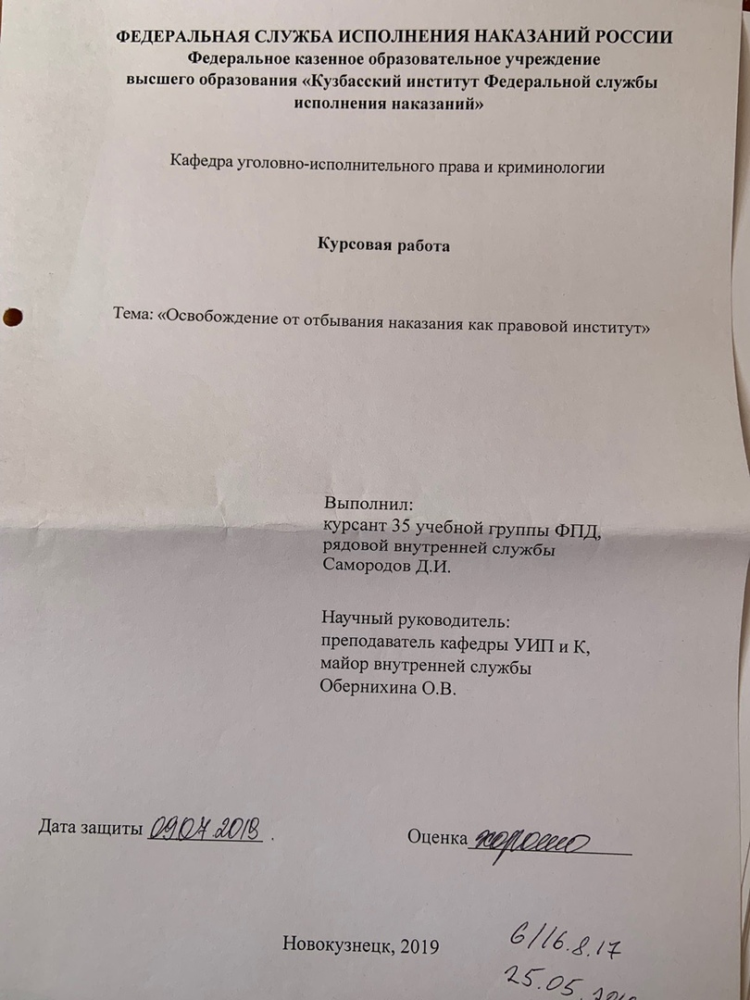 ФЕДЕРАЛЬНАЯ СЛУЖБА ИСПОЛНЕНИЯ НАКАЗАНИЙ РОССИИ
Федеральное казенное образовательное учреждение
высшего образования «Кузбасский институт Федеральной службы
исполнения наказаний»
Кафедра уголовно-исполнительного права и криминологии
Курсовая работа
Тема: «Освобождение от отбывания наказания как правовой институт»
Выполнил:
курсант 35 учебной группы ФПД,
рядовой внутренней службы
Самородов Д.И.
Научный руководитель:
преподаватель кафедры УИП и К,
майор внутренней службы
Обернихина О.В.
Дата защиты 09.07.2019 .
Оценка хорошо
Новокузнецк, 2019
6/16.8.17
25.05.